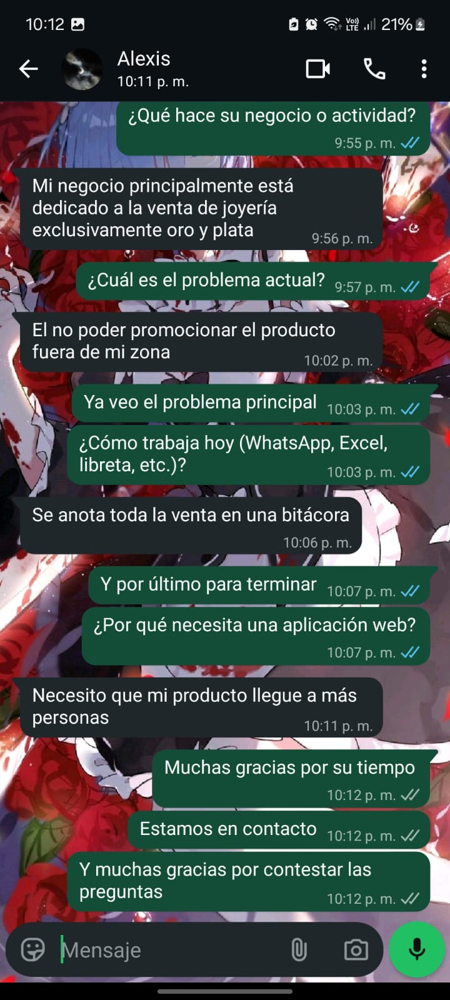 10:12
Vo))
LTE
21%
Alexis
10:11 p. m.
¿Qué hace su negocio o actividad?
9:55 p. m.
Mi negocio principalmente está
dedicado a la venta de joyería
exclusivamente oro y plata
9:56 p. m.
¿Cuál es el problema actual?
9:57 p. m.
El no poder promocionar el producto
fuera de mi zona
10:02 p. m.
Ya veo el problema principal
10:03 p. m.
¿Cómo trabaja hoy (WhatsApp, Excel,
libreta, etc.)?
10:03 p. m.
Se anota toda la venta en una bitácora
10:06 p. m.
Y por último para terminar
10:07 p. m.
¿Por qué necesita una aplicación web?
10:07 p. m.
Necesito que mi producto llegue a más
personas
10:11 p. m.
Muchas gracias por su tiempo
10:12 p. m.
Estamos en contacto
10:12 p. m.
Y muchas gracias por contestar las
preguntas
10:12 p. m.
Mensaje